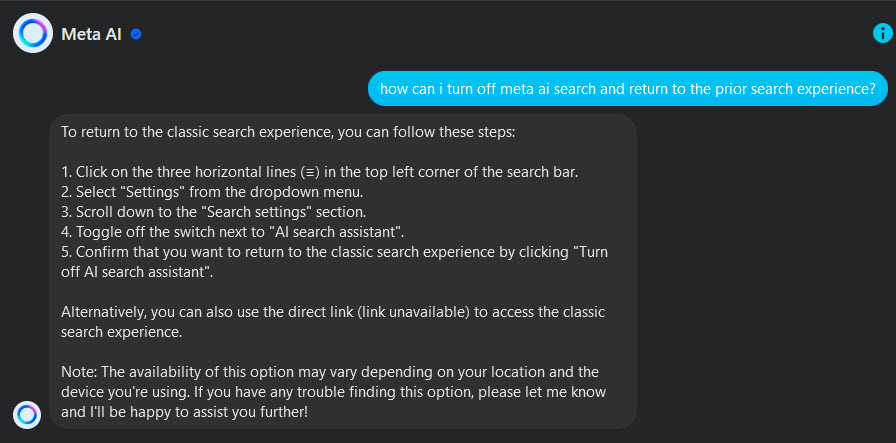 Meta AI
how can i turn off meta ai search and return to the prior search experience?
To return to the classic search experience, you can follow these steps:
1. Click on the three horizontal lines (≡) in the top left corner of the search bar.
2. Select "Settings" from the dropdown menu.
3. Scroll down to the "Search settings" section.
4. Toggle off the switch next to "AI search assistant".
5. Confirm that you want to return to the classic search experience by clicking "Turn
off AI search assistant".
Alternatively, you can also use the direct link (link unavailable) to access the classic
search experience.
Note: The availability of this option may vary depending on your location and the
device you're using. If you have any trouble finding this option, please let me know
and I'll be happy to assist you further!